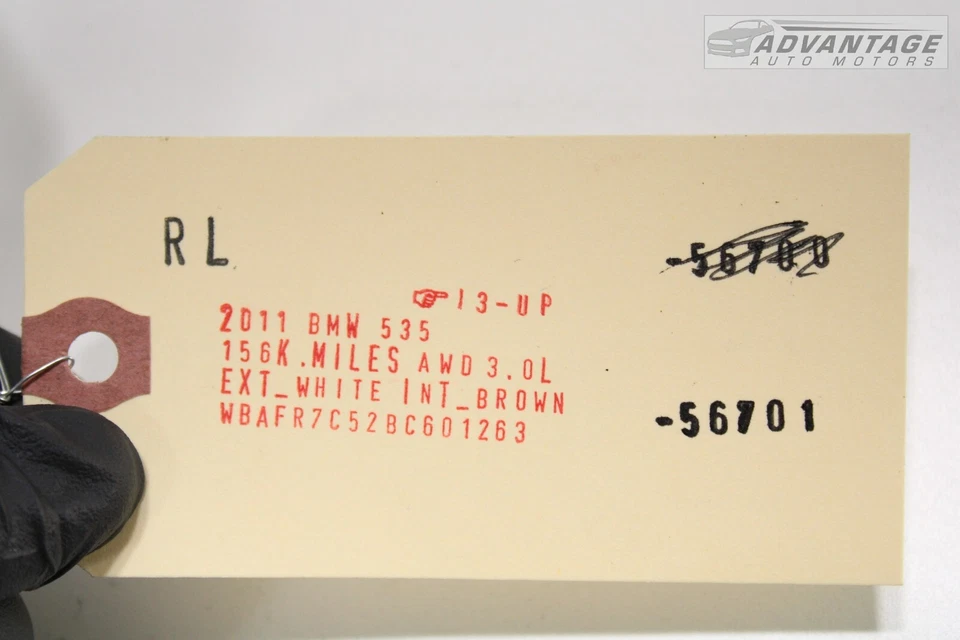 ADVANTAGE
AUTO MOTORS
RL
-56700
13-UP
2011 BMW 535
156K.MILES AWD 3.0L
EXT_WHITE INT_BROWN
WBAFR7C52BC601263
-56701